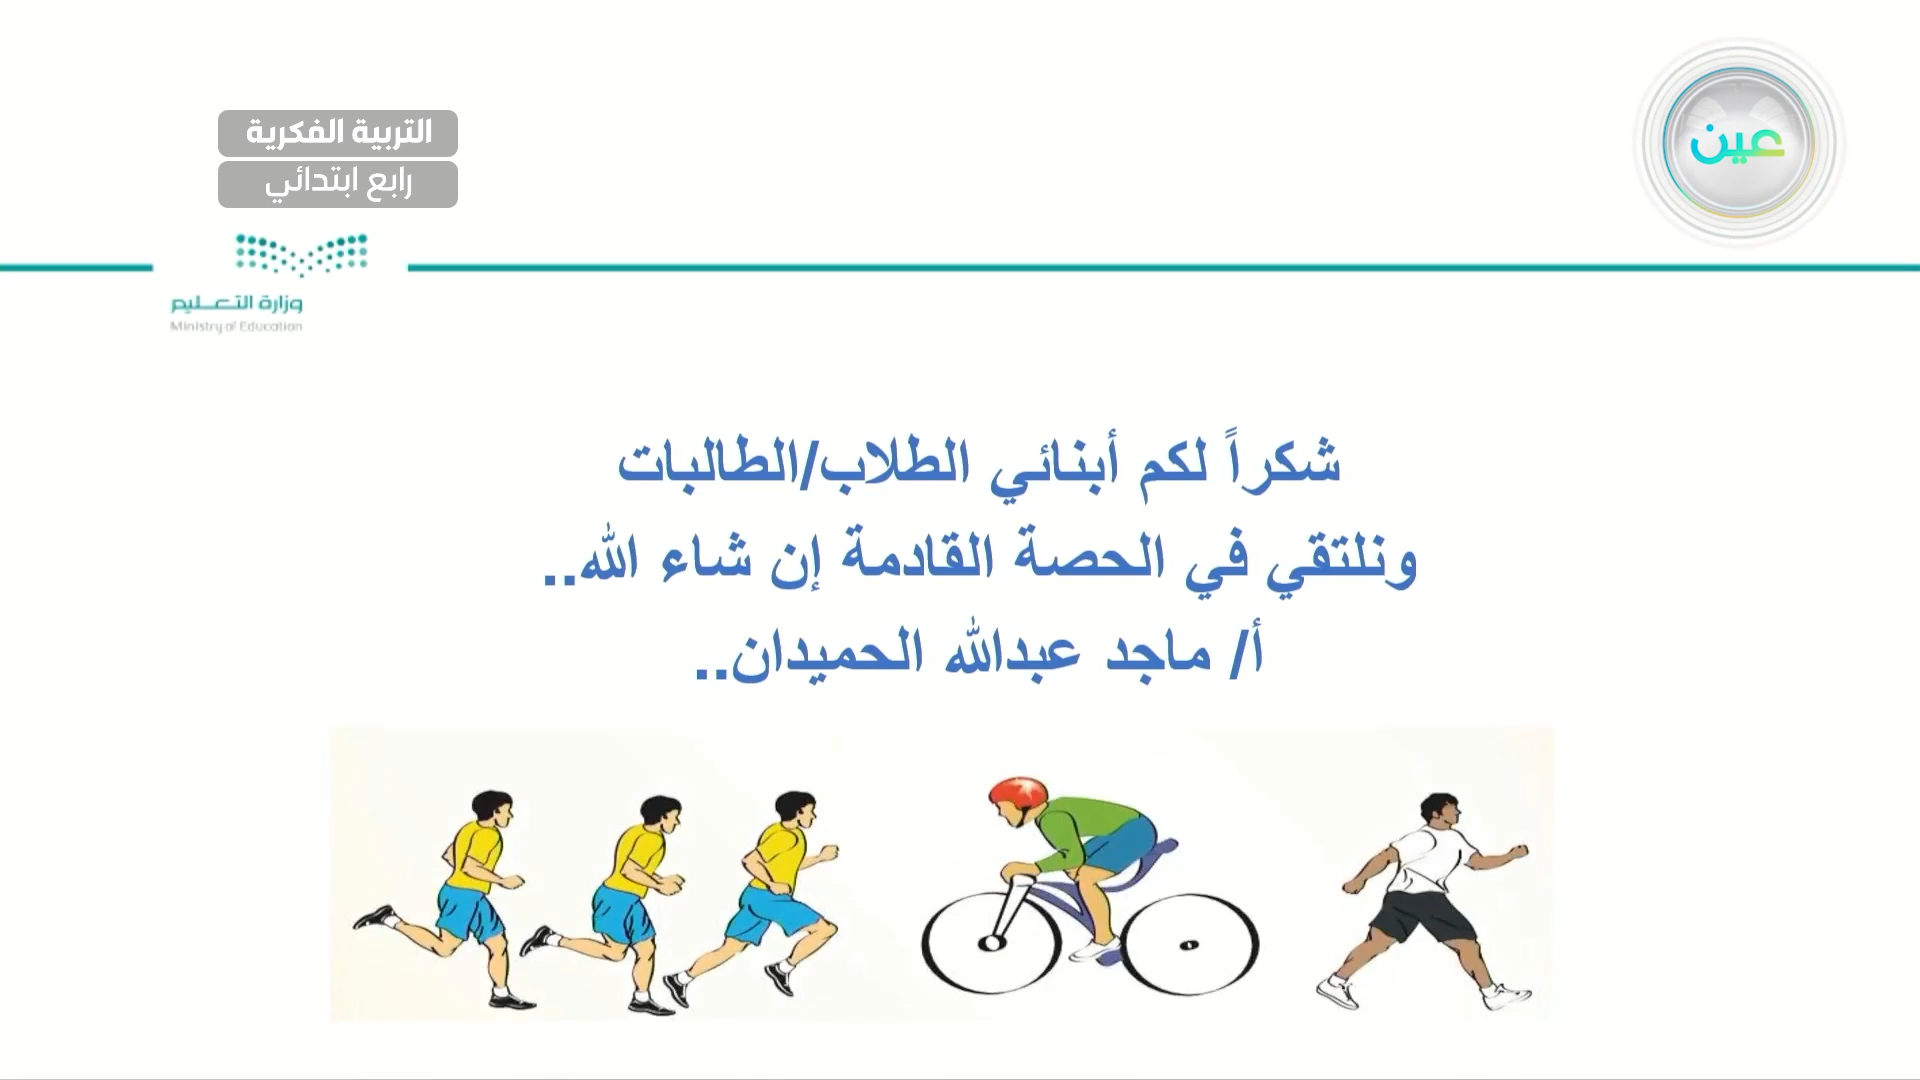 عين
التربية الفكرية
رابع ابتدائي
وزارة التعليم
Ministry of Education
شكراً لكم أبنائي الطلاب/الطالبات
ونلتقي في الحصة القادمة إن شاء الله..
أ/ ماجد عبدالله الحميدان..